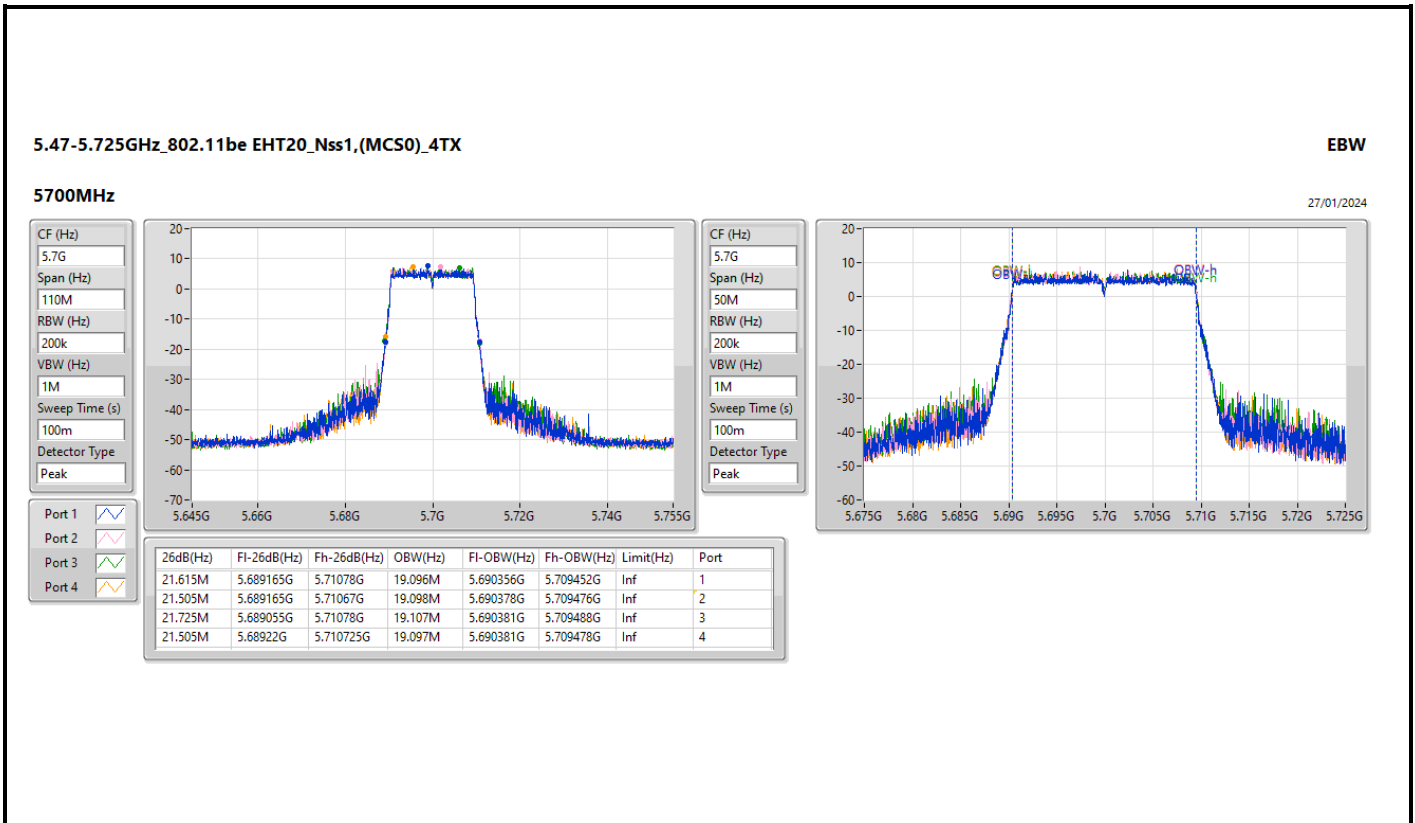 5.47-5.725GHz_802.11be EHT20_Nss1,(MCS0)_4TX
EBW
5700MHz
27/01/2024
CF (Hz)
5.7G
Span (Hz)
110M
RBW (Hz)
200k
VBW (Hz)
1M
Sweep Time (s)
100m
Detector Type
Peak
20
10
0
-10
-20
-30
-40
-50
-60
-70
5.645G 5.66G 5.68G 5.7G 5.72G 5.74G 5.755G
CF (Hz)
5.7G
Span (Hz)
50M
RBW (Hz)
200k
VBW (Hz)
1M
Sweep Time (s)
100m
Detector Type
Peak
20
10
0
-10
-20
-30
-40
-50
-60
OBW-l
OBW-h
5.675G 5.68G 5.685G 5.69G 5.695G 5.7G 5.705G 5.71G 5.715G 5.72G 5.725G
Port 1
Port 2
Port 3
Port 4
26dB(Hz) Fl-26dB(Hz) Fh-26dB(Hz) OBW(Hz) Fl-OBW(Hz) Fh-OBW(Hz) Limit(Hz) Port
21.615M 5.689165G 5.71078G 19.096M 5.690356G 5.709452G Inf 1
21.505M 5.689165G 5.71067G 19.098M 5.690378G 5.709476G Inf 2
21.725M 5.689055G 5.71078G 19.107M 5.690381G 5.709488G Inf 3
21.505M 5.68922G 5.710725G 19.097M 5.690381G 5.709478G Inf 4